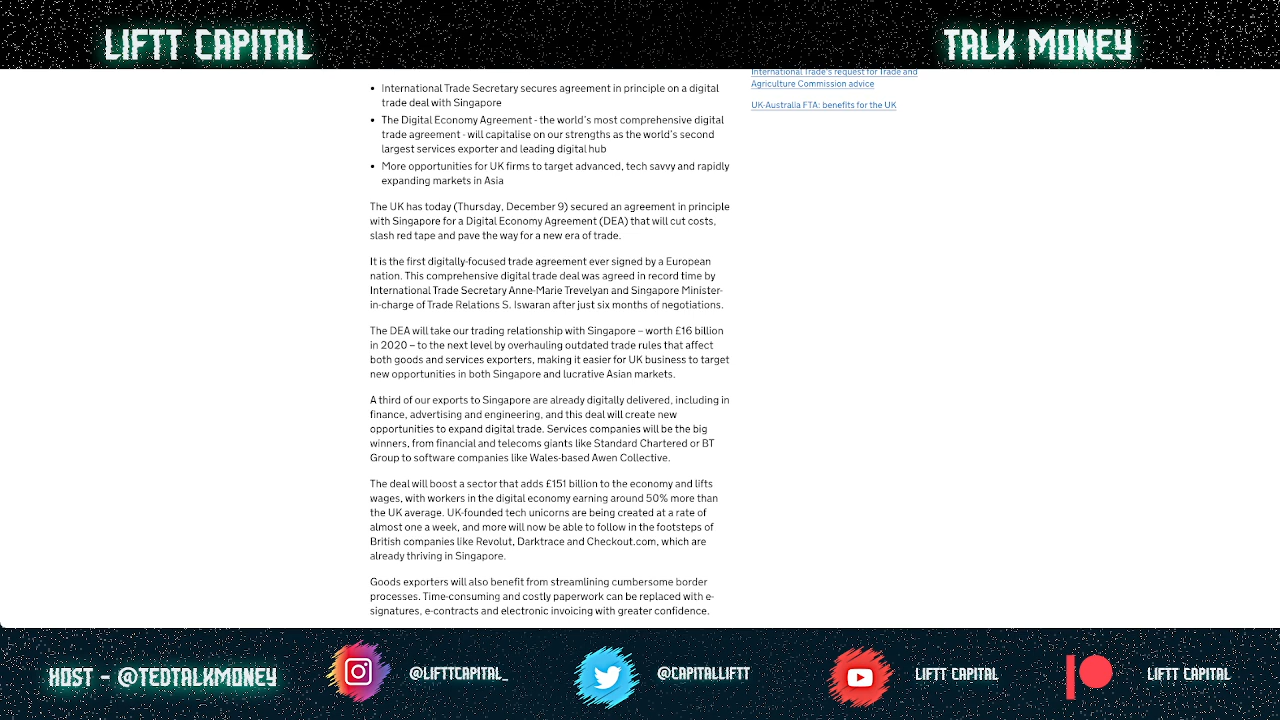 LIFTT CAPITAL
TALK MONEY
International Trade's request for Trade and
Agriculture Commission advice
UK-Australia FTA: benefits for the UK
• International Trade Secretary secures agreement in principle on a digital
trade deal with Singapore
• The Digital Economy Agreement - the world's most comprehensive digital
trade agreement - will capitalise on our strengths as the world's second
largest services exporter and leading digital hub
• More opportunities for UK firms to target advanced, tech savvy and rapidly
expanding markets in Asia
The UK has today (Thursday, December 9) secured an agreement in principle
with Singapore for a Digital Economy Agreement (DEA) that will cut costs,
slash red tape and pave the way for a new era of trade.
It is the first digitally-focused trade agreement ever signed by a European
nation. This comprehensive digital trade deal was agreed in record time by
International Trade Secretary Anne-Marie Trevelyan and Singapore Minister-
in-charge of Trade Relations S. Iswaran after just six months of negotiations.
The DEA will take our trading relationship with Singapore – worth £16 billion
in 2020 – to the next level by overhauling outdated trade rules that affect
both goods and services exporters, making it easier for UK business to target
new opportunities in both Singapore and lucrative Asian markets.
A third of our exports to Singapore are already digitally delivered, including in
finance, advertising and engineering, and this deal will create new
opportunities to expand digital trade. Services companies will be the big
winners, from financial and telecoms giants like Standard Chartered or BT
Group to software companies like Wales-based Awen Collective.
The deal will boost a sector that adds £151 billion to the economy and lifts
wages, with workers in the digital economy earning around 50% more than
the UK average. UK-founded tech unicorns are being created at a rate of
almost one a week, and more will now be able to follow in the footsteps of
British companies like Revolut, Darktrace and Checkout.com, which are
already thriving in Singapore.
Goods exporters will also benefit from streamlining cumbersome border
processes. Time-consuming and costly paperwork can be replaced with e-
signatures, e-contracts and electronic invoicing with greater confidence.
HOST - @TEDTALKMONEY
@LIFTTCAPITAL_
@CAPITALLIFTT
LIFTT CAPITAL
LIFTT CAPITAL